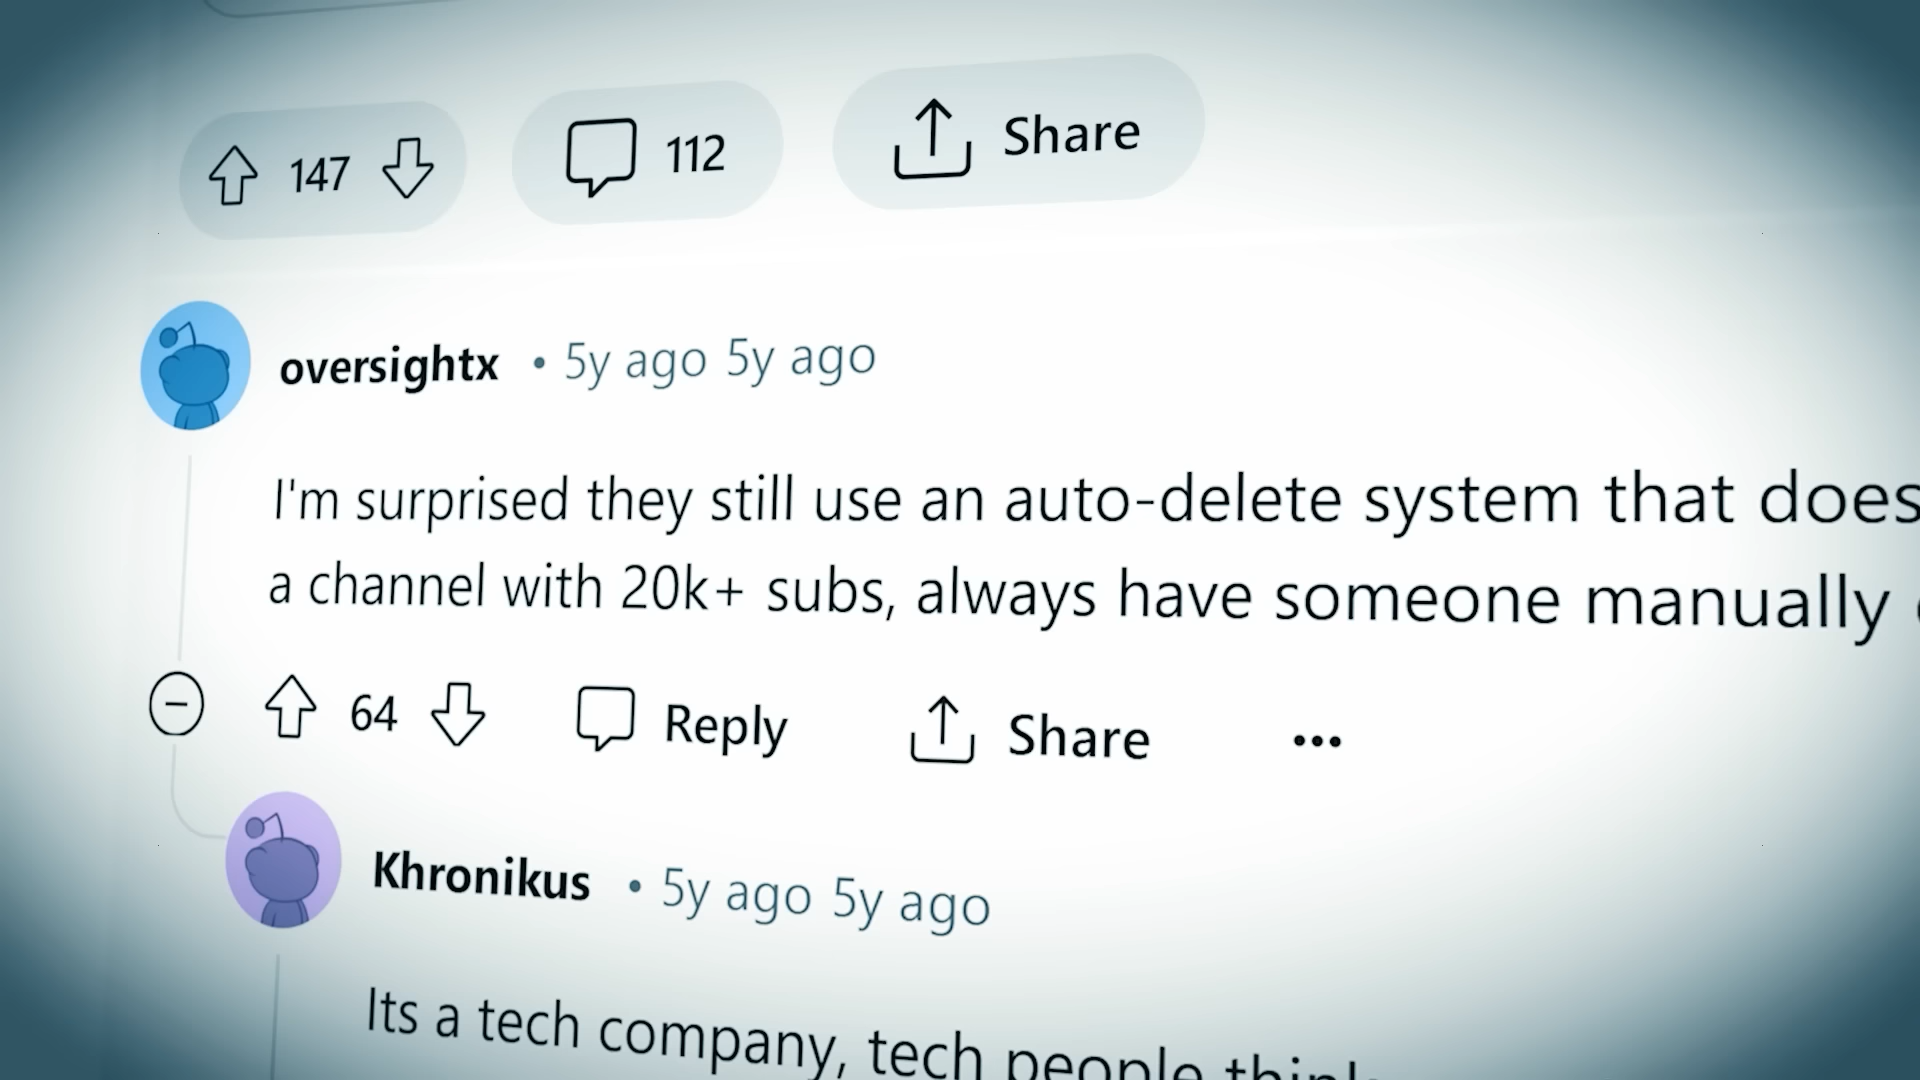 147 112 Share
oversightx • 5y ago 5y ago
I'm surprised they still use an auto-delete system that does
a channel with 20k+ subs, always have someone manually
64 Reply Share ...
Khronikus • 5y ago 5y ago
Its a tech company, tech people think